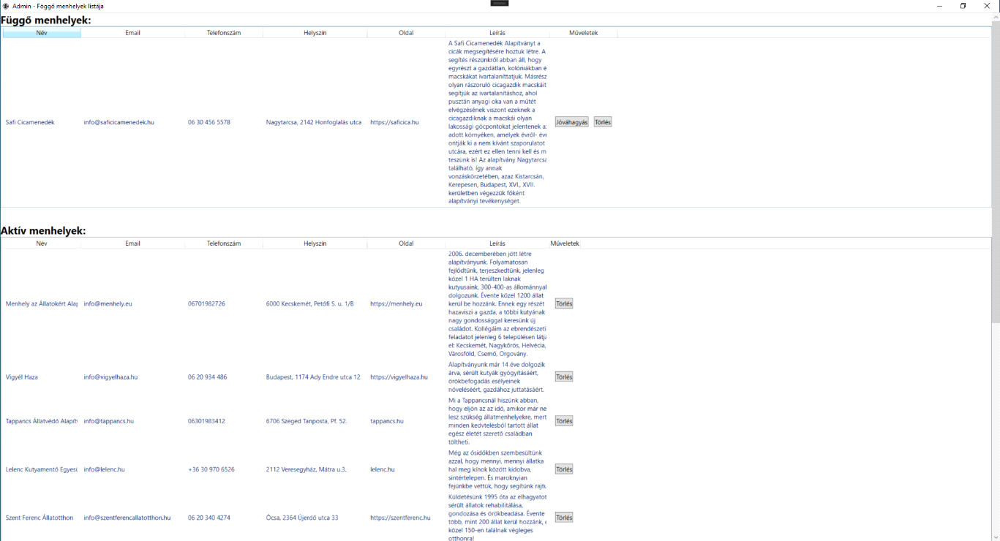 Admin - Föggő menhelyek listája
Függő menhelyek:
Név Email Telefonszám Helyszín Oldal Leírás Műveletek
Safi Cicamenedék info@saficicamenedek.hu 06 30 456 5578 Nagytarcsa, 2142 Honfoglalás utca https://saficica.hu
A Safi Cicamenedék Alapítványt a
cicák megsegítésére hoztuk létre. A
segítés részünkről abban áll, hogy
egyrészt a gazdátlan, kolóniákban é
macskákat ivartalaníttatjuk. Másrész
olyan rászoruló cicagazdik macskáit
segítjük az ivartalanításhoz, ahol
pusztán anyagi oka van a műtét
elvégzésének viszont ezeknek a
cicagazdiknak a macskái olyan
lakossági gócpontokat jelentenek az
adott környéken, amelyek évről- évr
ontják ki a nem kívánt szaporulatot
utcára, ezért ez ellen tenni kell és m
teszünk is! Az alapítvány Nagytarcsá
található, így annak
vonzáskörzetében, azaz Kistarcsán,
Kerepesen, Budapest, XVI., XVII.
kerületben végezzük főként
alapítványi tevékenységet.
Jóváhagyás Törlés
Aktív menhelyek:
Név Email Telefonszám Helyszín Oldal Leírás Műveletek
Menhely az Állatokért Alap info@menhely.eu 06701982726 6000 Kecskemét, Petőfi S. u. 1/B https://menhely.eu
2006. decemberében jött létre
alapítványunk. Folyamatosan
fejlődtünk, terjeszkedtünk, jelenleg
közel 1 HA terülten laknak
kutyusaink, 300-400-as állománnyal
dolgozunk. Évente közel 1200 állat
kerül be hozzánk. Ennek egy részét
hazaviszi a gazda, a többi kutyának
nagy gondossággal keresünk új
családot. Kollégáim az ebrendészeti
feladatot jelenleg 6 településen látja
el: Kecskemét, Nagykőrös, Helvécia,
Városföld, Csemő, Orgovány.
Törlés
Vigyél Haza info@vigyelhaza.hu 06 20 934 486 Budapest, 1174 Ady Endre utca 12 https://vigyelhaza.hu
Alapítványunk már 14 éve dolgozik
árva, sérült kutyák gyógyításáért,
örökbefogadás esélyeinek
növeléséért, gazdához juttatásáért.
Törlés
Tappancs Állatvédő Alapítv info@tappancs.hu 06301983412 6706 Szeged Tanposta, Pf. 52. tappancs.hu
Mi a Tappancsnál hiszünk abban,
hogy eljön az az idő, amikor már ne
lesz szükség állatmenhelyekre, mert
minden kedvtelésből tartott állat
egész életét szerető családban
töltheti.
Törlés
Lelenc Kutyamentő Egyesü info@lelenc.hu +36 30 970 6526 2112 Veresegyház, Mátra u.3. lelenc.hu
Még az ősidőkben szembesültünk
azzal, hogy mennyi, mennyi állatka
hal meg kínok között kidobva,
sintértelepen. És maroknyian
fejünkbe vettük, hogy segítünk rajtu
Törlés
Szent Ferenc Állatotthon info@szentferencallatotthon.hu 06 20 340 4274 Ócsa, 2364 Újerdő utca 33 https://szentferenc.hu
Küldetésünk 1995 óta az elhagyatot
sérült állatok rehabilitálása,
gondozása és örökbeadása. Évente
több, mint 200 állat kerül hozzánk, é
közel 150-en találnak végleges
otthonra!
Törlés